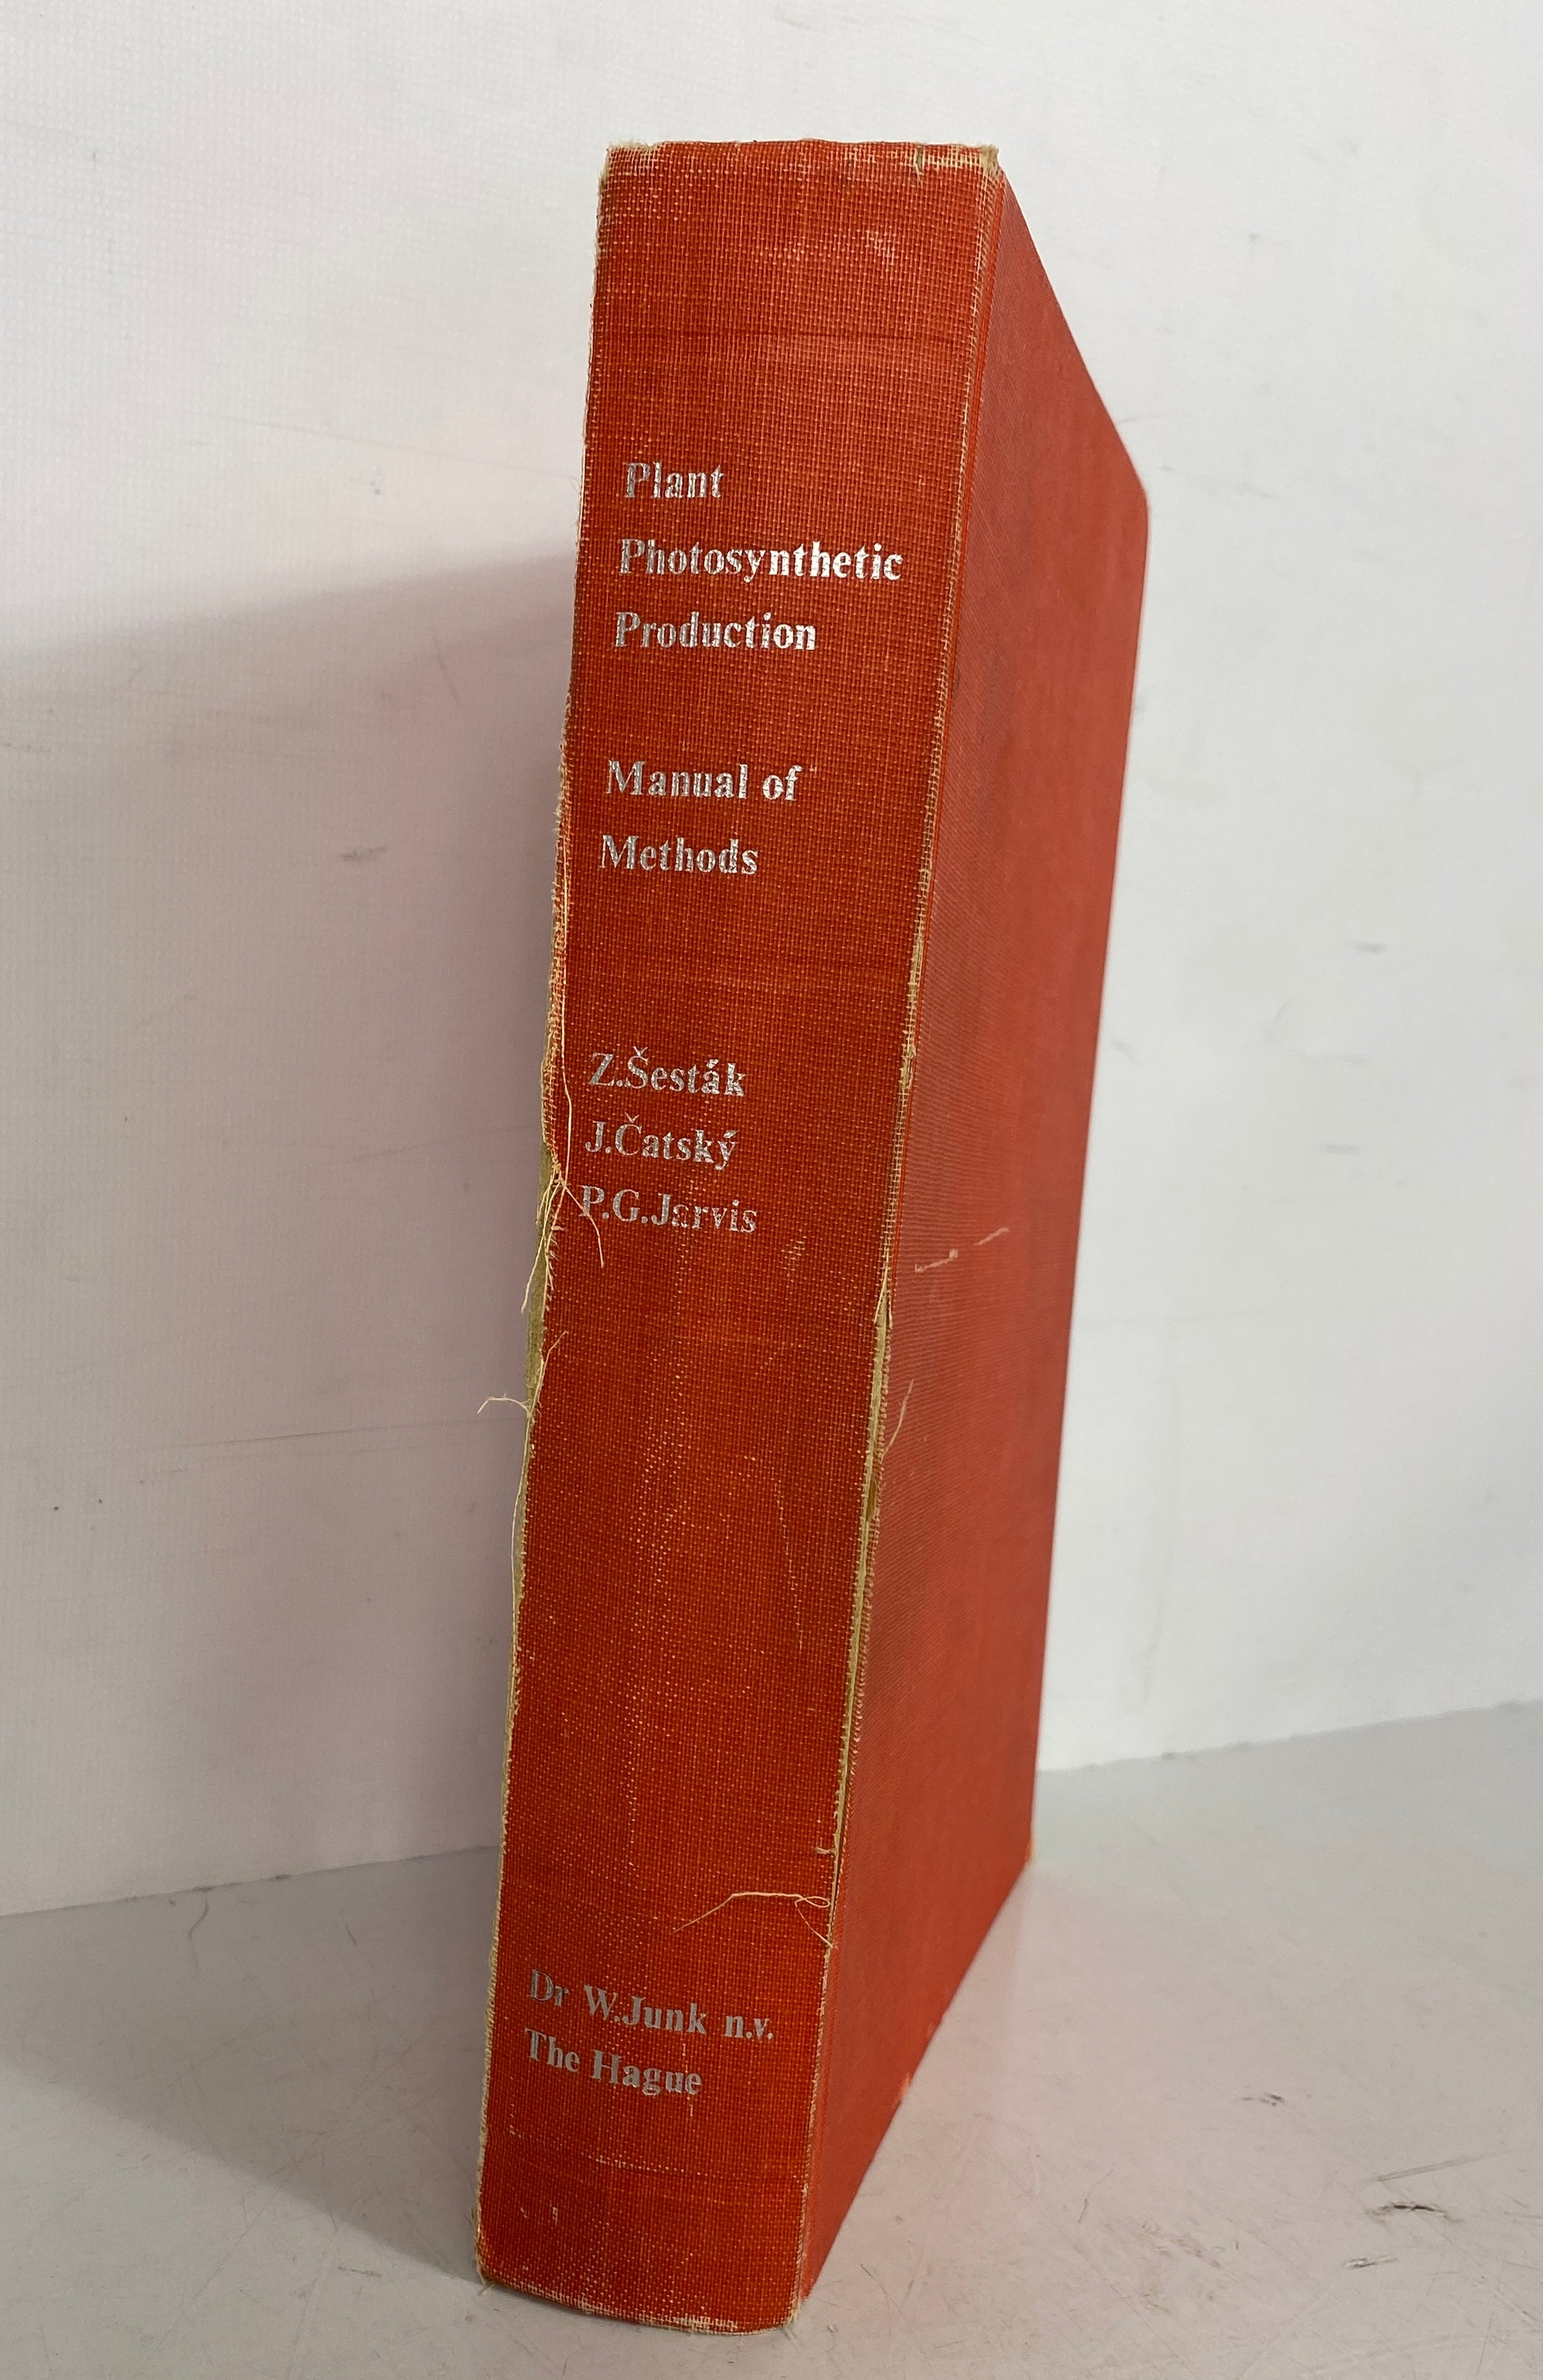 Plant
Photosynthetic
Production
Manual of
Methods
Z.Šesták
J.Čatský
P.G.Jarvis
Dr W.Junk n.v.
The Hague